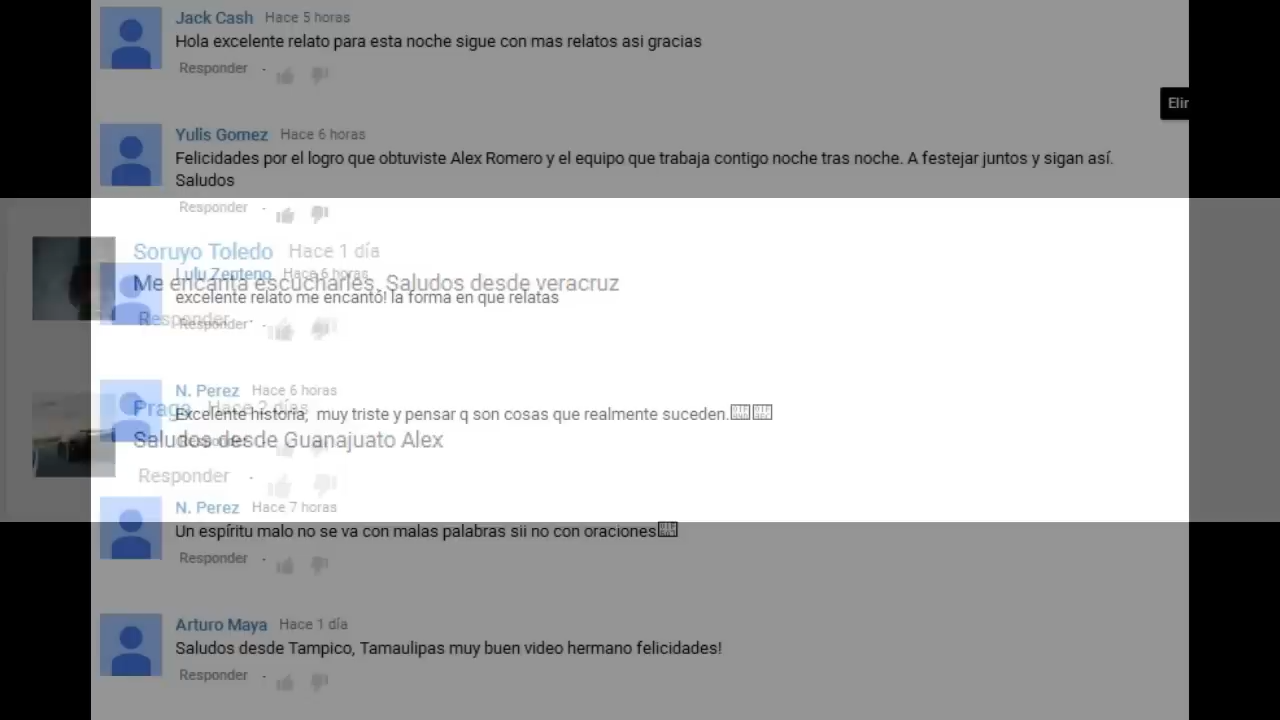 Jack Cash Hace 5 horas
Hola excelente relato para esta noche sigue con mas relatos asi gracias
Responder
Elir
Yulis Gomez Hace 6 horas
Felicidades por el logro que obtuviste Alex Romero y el equipo que trabaja contigo noche tras noche. A festejar juntos y sigan así.
Saludos
Responder
Soruyo Toledo Hace 1 día
Lulu Zenteno Hace 6 horas
Me encanta escucharles, Saludos desde veracruz
excelente relato me encantó! la forma en que relatas
Responder
Responder
N. Perez Hace 6 horas
Praga Hace 2 días
Excelente historia, muy triste y pensar q son cosas que realmente suceden.
Saludos desde Guanajuato Alex
Responder
Responder
N. Perez Hace 7 horas
Un espíritu malo no se va con malas palabras sii no con oraciones
Responder
Arturo Maya Hace 1 día
Saludos desde Tampico, Tamaulipas muy buen video hermano felicidades!
Responder